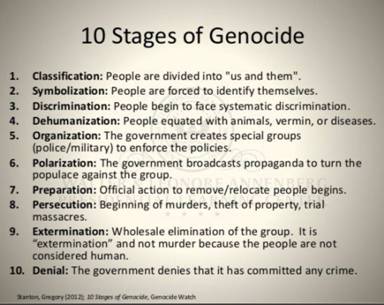 10 Stages of Genocide
1. Classification: People are divided into "us and them".
2. Symbolization: People are forced to identify themselves.
3. Discrimination: People begin to face systematic discrimination.
4. Dehumanization: People equated with animals, vermin, or diseases.
5. Organization: The government creates special groups
(police/military) to enforce the policies.
6. Polarization: The government broadcasts propaganda to turn the
populace against the group.
7. Preparation: Official action to remove/relocate people begins.
8. Persecution: Beginning of murders, theft of property, trial
massacres.
9. Extermination: Wholesale elimination of the group. It is
“extermination” and not murder because the people are not
considered human.
10. Denial: The government denies that it has committed any crime.
Stanton, Gregory (2012); 10 Stages of Genocide, Genocide Watch